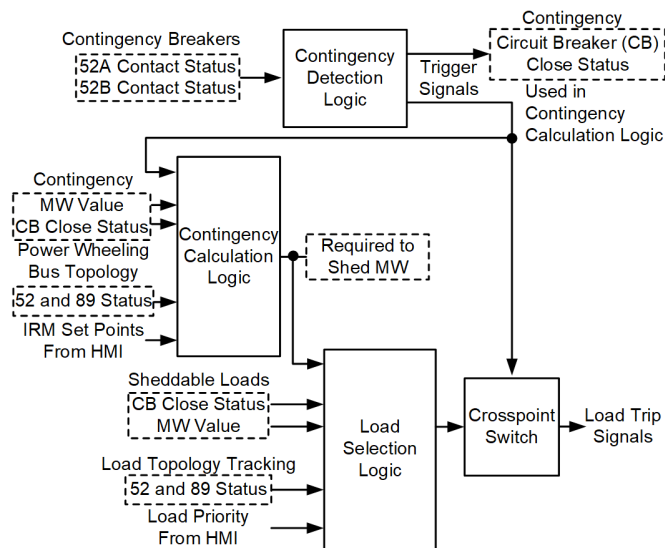 Contingency Breakers
52A Contact Status
52B Contact Status
Contingency
Detection
Logic
Trigger
Signals
Contingency
Circuit Breaker (CB)
Close Status
Used in
Contingency
Calculation Logic
Contingency
MW Value
CB Close Status
Power Wheeling
Bus Topology
52 and 89 Status
IRM Set Points
From HMI
Contingency
Calculation
Logic
Required to
Shed MW
Sheddable Loads
CB Close Status
MW Value
Load Topology Tracking
52 and 89 Status
Load Priority
From HMI
Load
Selection
Logic
Crosspoint
Switch
Load Trip
Signals